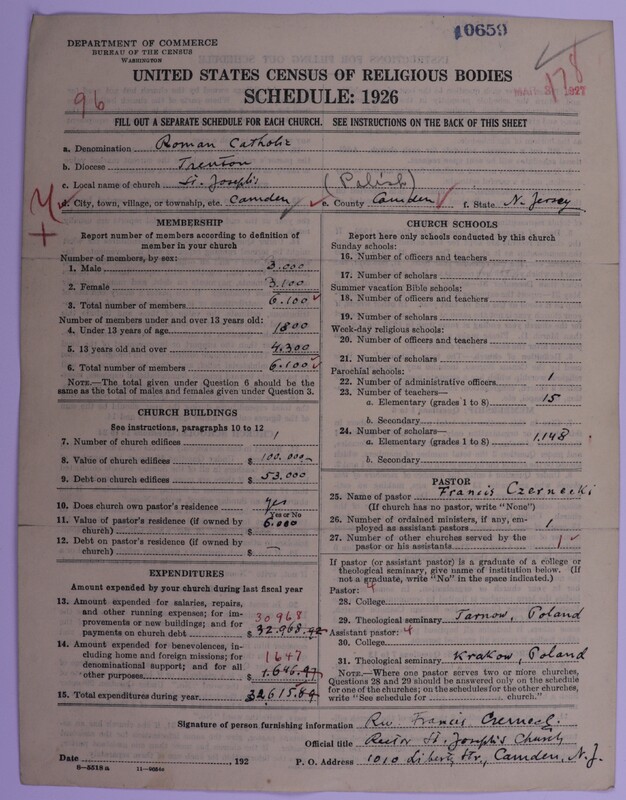 10659
DEPARTMENT OF COMMERCE
BUREAU OF THE CENSUS
WASHINGTON
178
1927
UNITED STATES CENSUS OF RELIGIOUS BODIES
96
SCHEDULE: 1926
FILL OUT A SEPARATE SCHEDULE FOR EACH CHURCH. SEE INSTRUCTIONS ON THE BACK OF THIS SHEET
a. Denomination Roman Catholic
b. Diocese Trenton
c. Local name of church St. Joseph's (Polish)
d. City, town, village, or township, etc. Camden e. County Camden f. State N. Jersey
MEMBERSHIP
Report number of members according to definition of
member in your church
Number of members, by sex:
1. Male 3.000
2. Female 3.100
3. Total number of members 6.100
Number of members under and over 13 years old:
4. Under 13 years of age 1800
5. 13 years old and over 4.300
6. Total number of members 6.100
NOTE.—The total given under Question 6 should be
the same as the total of males and females given under Question 3.
CHURCH BUILDINGS
See instructions, paragraphs 10 to 12
7. Number of church edifices 1
8. Value of church edifices $ 100.000
9. Debt on church edifices $ 53.000
10. Does church own pastor's residence? yes
Yes or No
11. Value of pastor's residence (if owned by
church) $ 6.000
12. Debt on pastor's residence (if owned by
church) $ —
EXPENDITURES
Amount expended by your church during last fiscal year
13. Amount expended for salaries, repairs,
and other running expenses; for im-
provements or new buildings; and for
payments on church debt $ 32.968.92
30968
14. Amount expended for benevolences, in-
cluding home and foreign missions; for
denominational support; and for all
other purposes $ 1.646.97
1647
15. Total expenditures during year $ 32615.89
CHURCH SCHOOLS
Report here only schools conducted by this church
Sunday schools:
16. Number of officers and teachers
17. Number of scholars
Summer vacation Bible schools:
18. Number of officers and teachers
19. Number of scholars
Week-day religious schools:
20. Number of officers and teachers
21. Number of scholars
Parochial schools:
22. Number of administrative officers 1
23. Number of teachers—
a. Elementary (grades 1 to 8) 15
b. Secondary
24. Number of scholars—
a. Elementary (grades 1 to 8) 1,148
b. Secondary
PASTOR
25. Name of pastor Francis Czernecki
(If church has no pastor, write "None")
26. Number of ordained ministers, if any, em-
ployed as assistant pastors 1
27. Number of other churches served by the
pastor or his assistants 1
If pastor (or assistant pastor) is a graduate of a college or
theological seminary, give name of institution below. (If
not a graduate, write "No" in the space indicated.)
Pastor: 4
28. College
29. Theological seminary Tarnow, Poland
Assistant pastor: 4
30. College
31. Theological seminary Krakow, Poland
NOTE.—Where one pastor serves two or more churches,
Questions 28 and 29 should be answered only on the schedule
for one of the churches; on the schedules for the other churches,
write "See schedule for church."
Signature of person furnishing information Rev. Francis Czernecki
Official title Rector St. Joseph's Church
Date , 192 P. O. Address 1010 Liberty Str., Camden, N. J.
8—5518a 11—5664